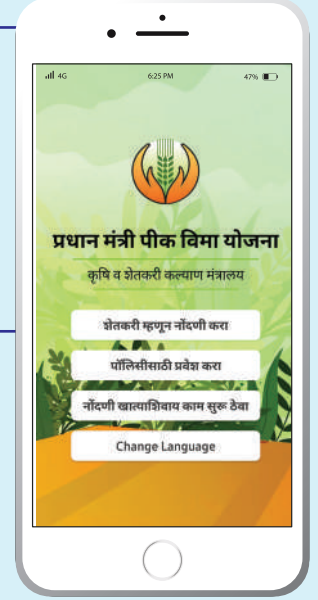 4G 6:25 PM 47%
प्रधान मंत्री पीक विमा योजना
कृषि व शेतकरी कल्याण मंत्रालय
शेतकरी म्हणून नोंदणी करा
पॉलिसीसाठी प्रवेश करा
नोंदणी खात्याशिवाय काम सुरू ठेवा
Change Language